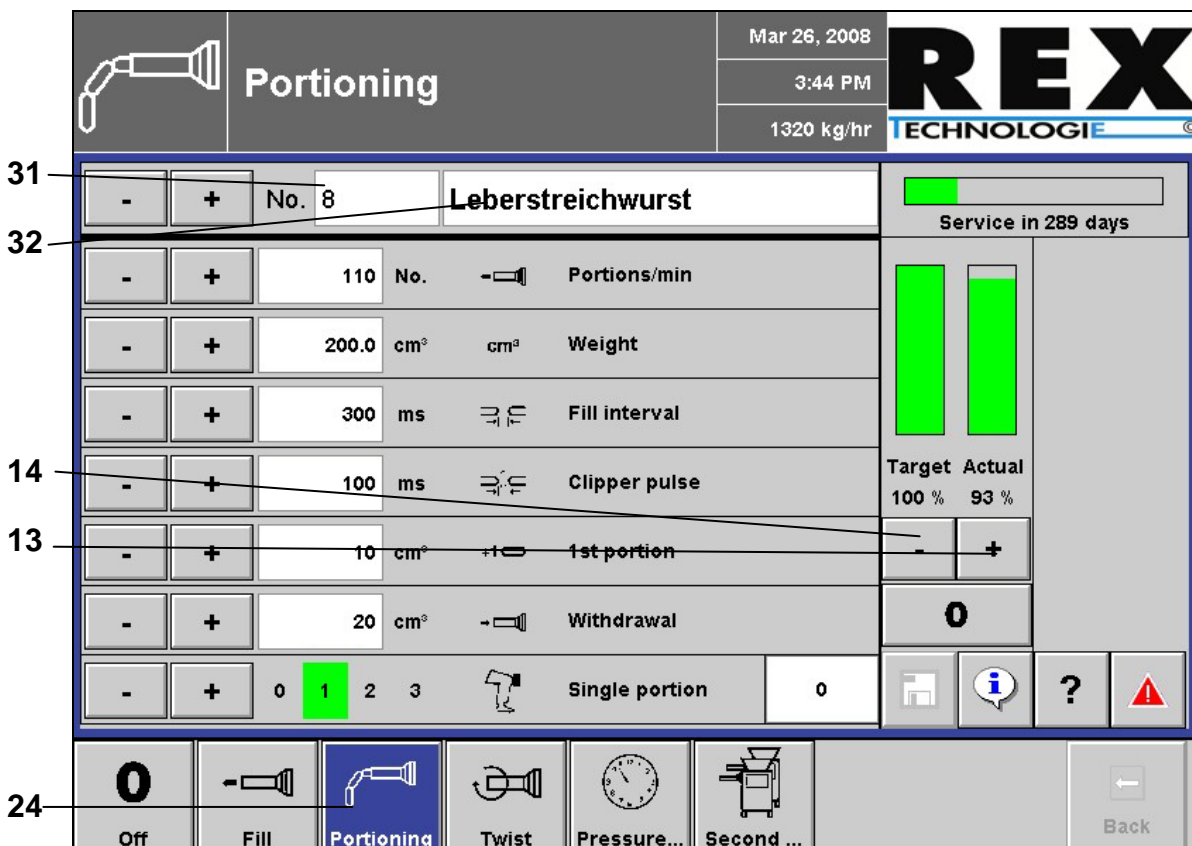 Portioning
Mar 26, 2008
3:44 PM
1320 kg/hr
REX
TECHNOLOGIE ©
31
- + No. 8 Leberstreichwurst
Service in 289 days
32
- + 110 No. Portions/min
- + 200.0 cm³ cm³ Weight
- + 300 ms Fill interval
14
- + 100 ms Clipper pulse
Target Actual
100 % 93 %
13
- + 10 cm³ +1 1st portion
- +
- + 20 cm³ Withdrawal
0
- + 0 1 2 3 Single portion 0
i ? !
24
0
Off Fill Portioning Twist Pressure... Second ... Back